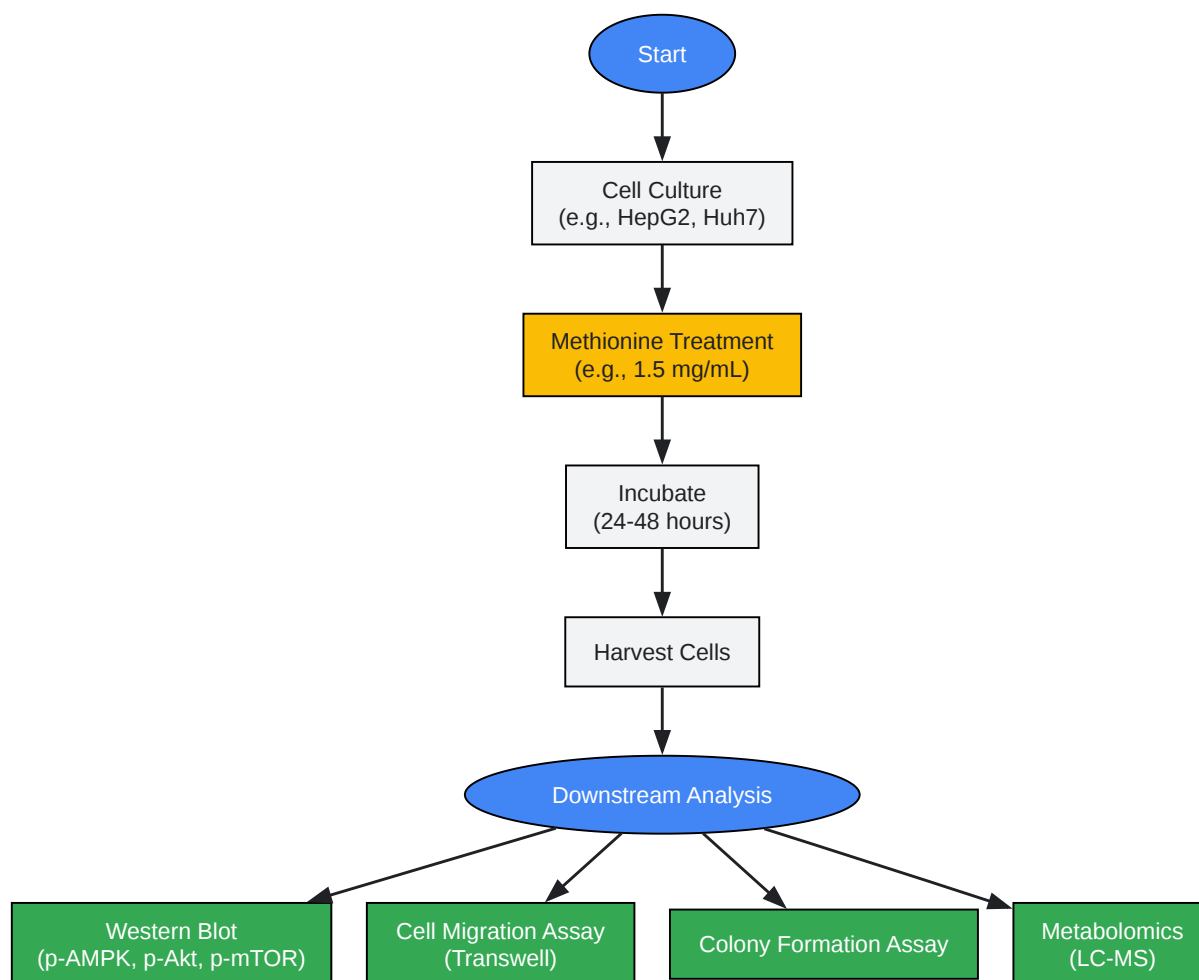 Start
Cell Culture
(e.g., HepG2, Huh7)
Methionine Treatment
(e.g., 1.5 mg/mL)
Incubate
(24-48 hours)
Harvest Cells
Downstream Analysis
Western Blot
(p-AMPK, p-Akt, p-mTOR)
Cell Migration Assay
(Transwell)
Colony Formation Assay
Metabolomics
(LC-MS)